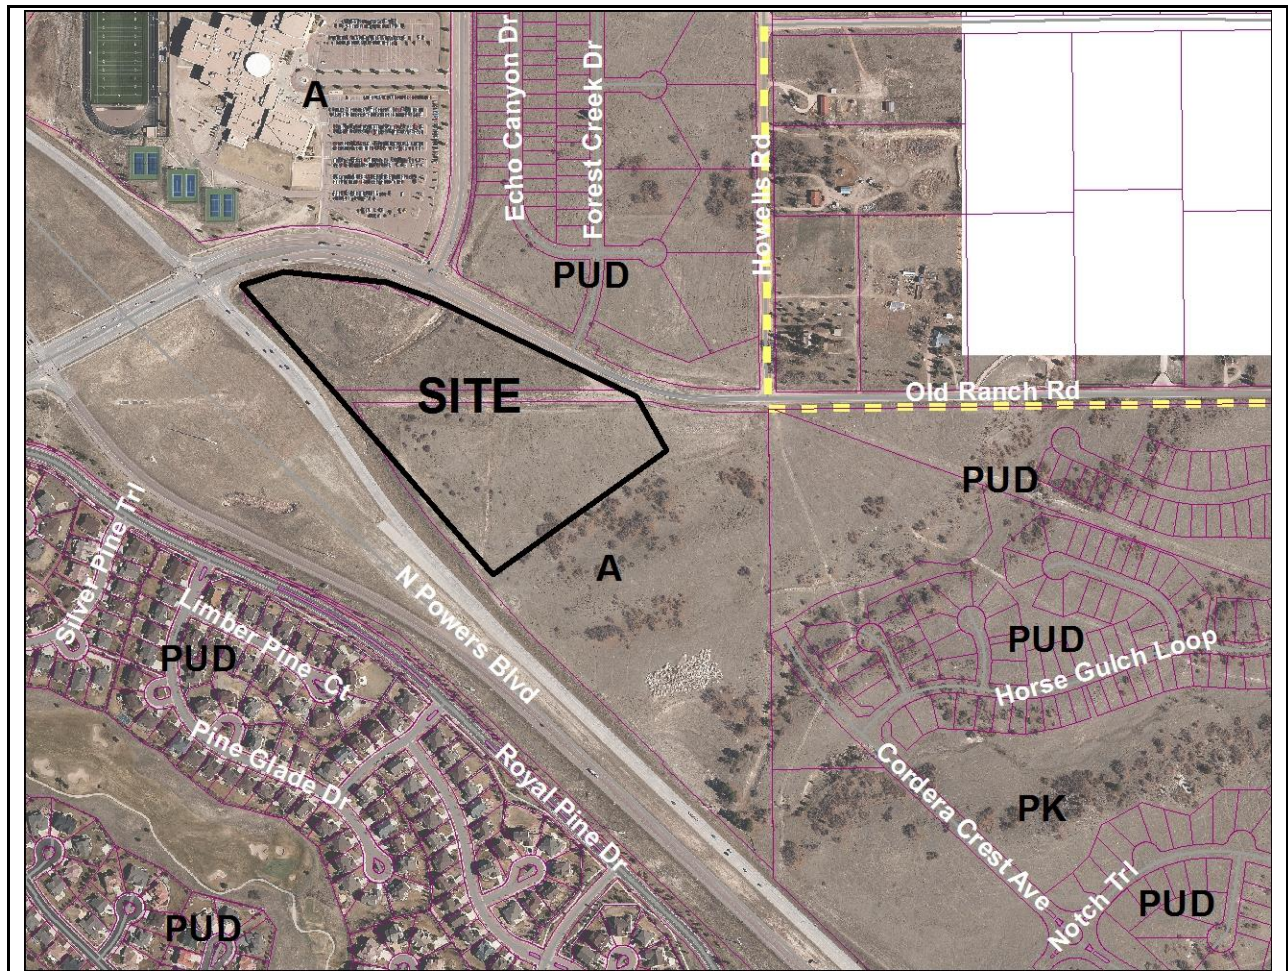 A
Echo Canyon Dr
Forest Creek Dr
Howells Rd
PUD
SITE
Old Ranch Rd
PUD
A
Silver Pine Trl
Limber Pine Ct
N Powers Blvd
PUD
PUD
Horse Gulch Loop
Pine Glade Dr
Royal Pine Dr
Cordera Crest Ave
PK
Notch Trl
PUD
PUD